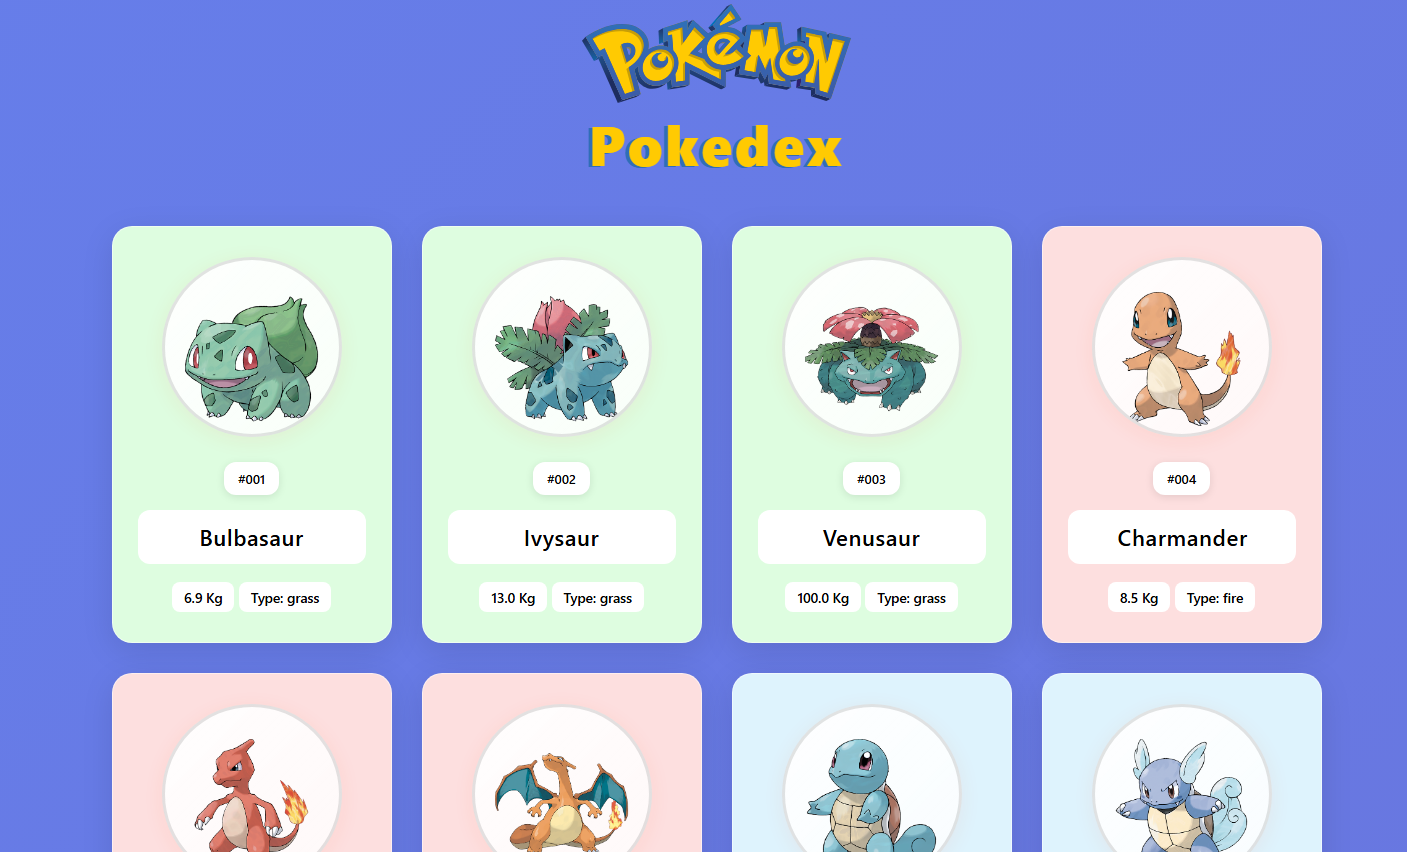 POKéMON
Pokedex
#001
#002
#003
#004
Bulbasaur
Ivysaur
Venusaur
Charmander
6.9 Kg Type: grass
13.0 Kg Type: grass
100.0 Kg Type: grass
8.5 Kg Type: fire